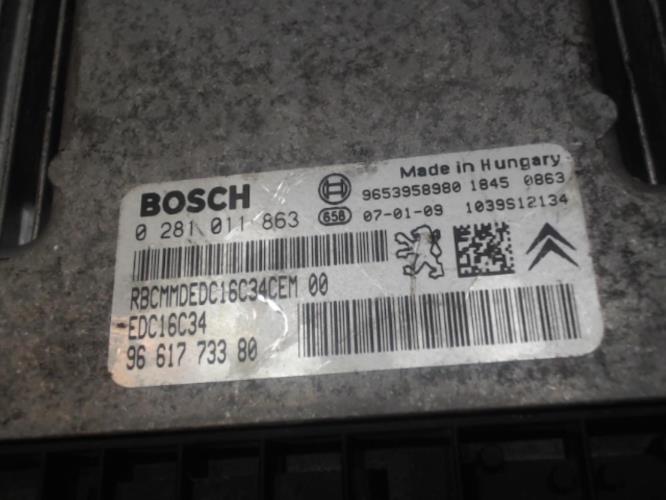 Made in Hungary
BOSCH
9653958980 1845 0863
0 281 011 863
656 07-01-09 1039S12134
RBCMMDEDC16C34CEM 00
EDC16C34
96 617 733 80